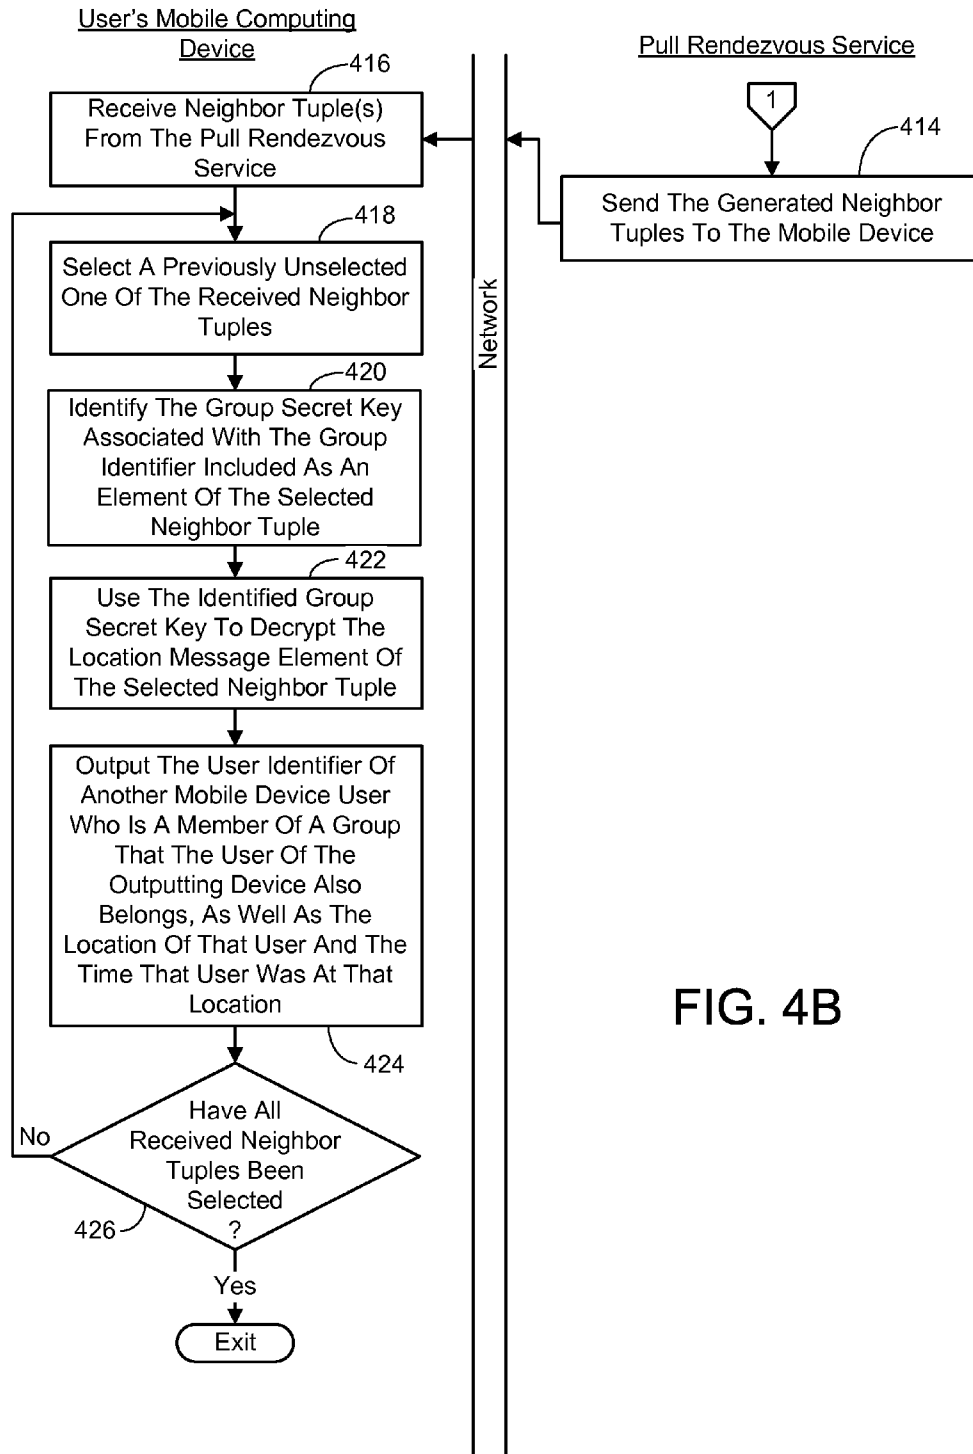 User's Mobile Computing
Device
Pull Rendezvous Service
416
Receive Neighbor Tuple(s)
From The Pull Rendezvous
Service
1
414
Send The Generated Neighbor
Tuples To The Mobile Device
Network
418
Select A Previously Unselected
One Of The Received Neighbor
Tuples
420
Identify The Group Secret Key
Associated With The Group
Identifier Included As An
Element Of The Selected
Neighbor Tuple
422
Use The Identified Group
Secret Key To Decrypt The
Location Message Element Of
The Selected Neighbor Tuple
Output The User Identifier Of
Another Mobile Device User
Who Is A Member Of A Group
That The User Of The
Outputting Device Also
Belongs, As Well As The
Location Of That User And The
Time That User Was At That
Location
424
FIG. 4B
Have All
Received Neighbor
Tuples Been
Selected
?
No
426
Yes
Exit